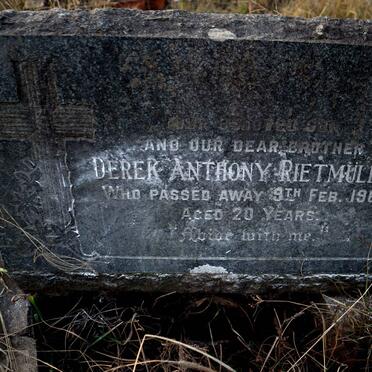 AND OUR DEAR BROTHER
DEREK ANTHONY RIETMUL
WHO PASSED AWAY 9TH FEB. 19
AGED 20 YEARS.
"Abide with me."